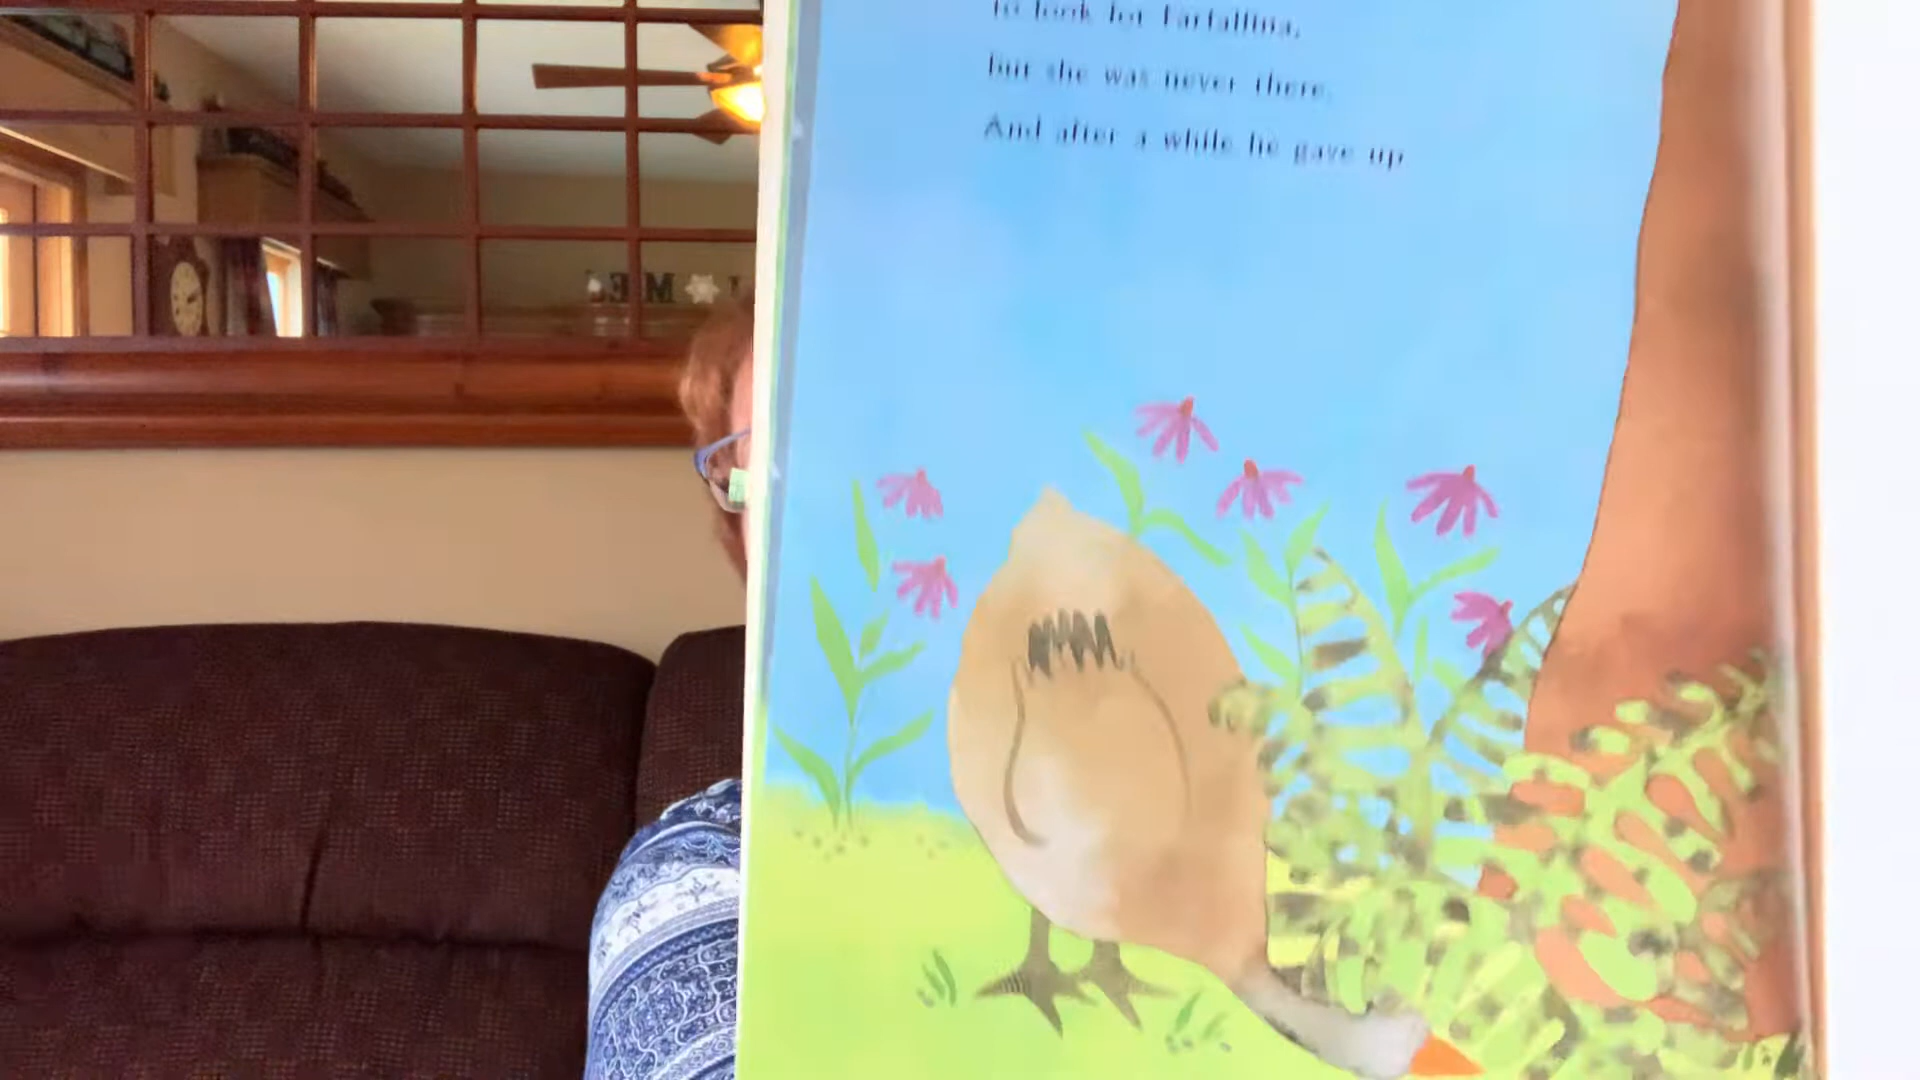 to look for Farfallina,
but she was never there.
And after a while he gave up